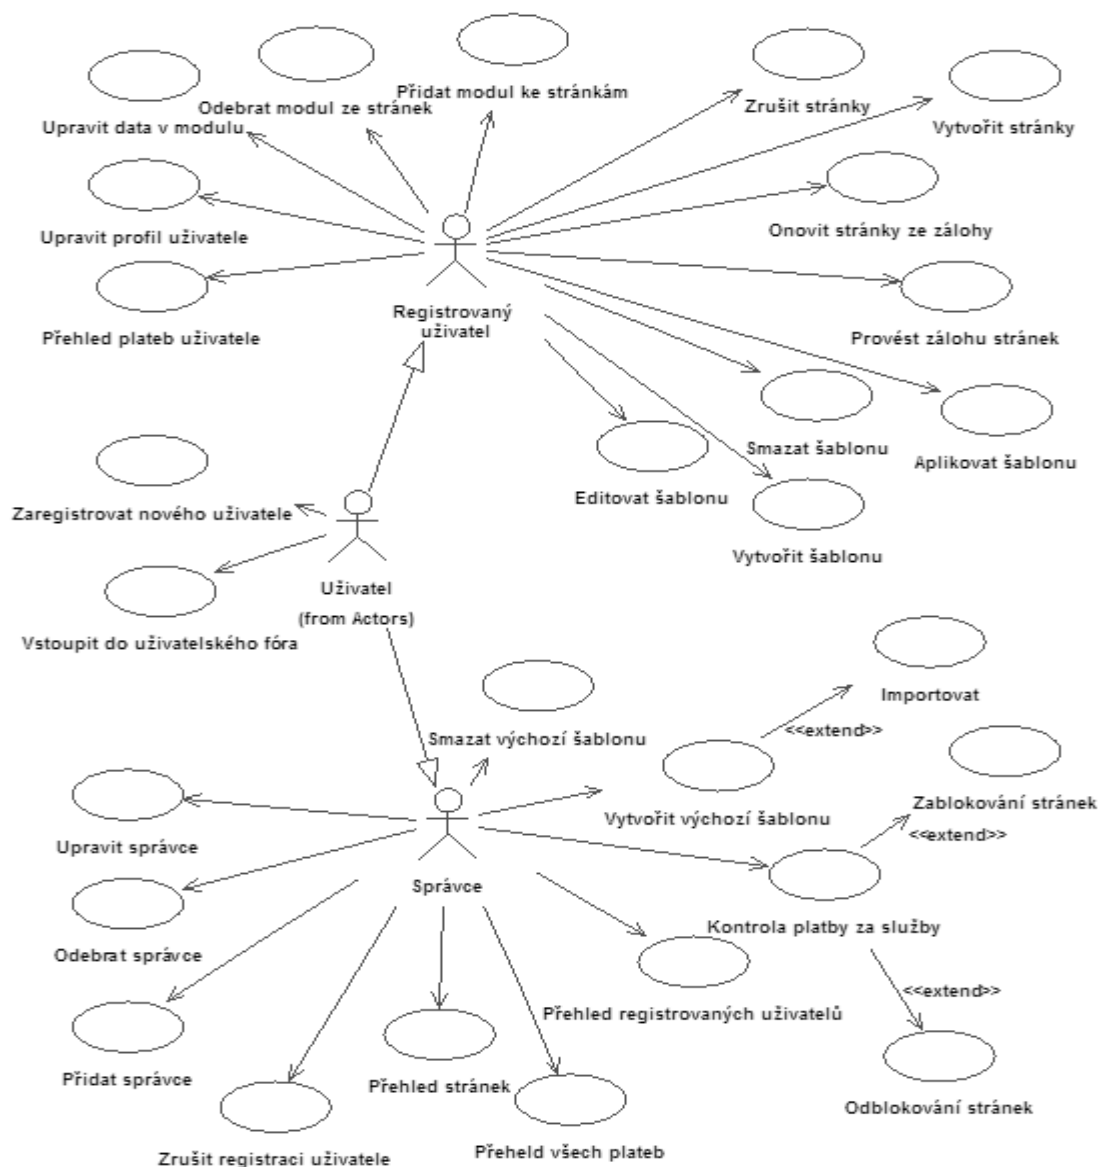 Přidat modul ke stránkám
Odebrat modul ze stránek
Zrušit stránky
Upravit data v modulu
Vytvořit stránky
Upravit profil uživatele
Onovit stránky ze zálohy
Registrovaný
uživatel
Přehled plateb uživatele
Provést zálohu stránek
Smazat šablonu
Aplikovat šablonu
Editovat šablonu
Zaregistrovat nového uživatele
Vytvořit šablonu
Uživatel
(from Actors)
Vstoupit do uživatelského fóra
Importovat
<<extend>>
Smazat výchozí šablonu
Zablokování stránek
Vytvořit výchozí šablonu
<<extend>>
Upravit správce
Správce
Kontrola platby za služby
Odebrat správce
<<extend>>
Přehled registrovaných uživatelů
Přidat správce
Přehled stránek
Odblokování stránek
Přeheld všech plateb
Zrušit registraci uživatele